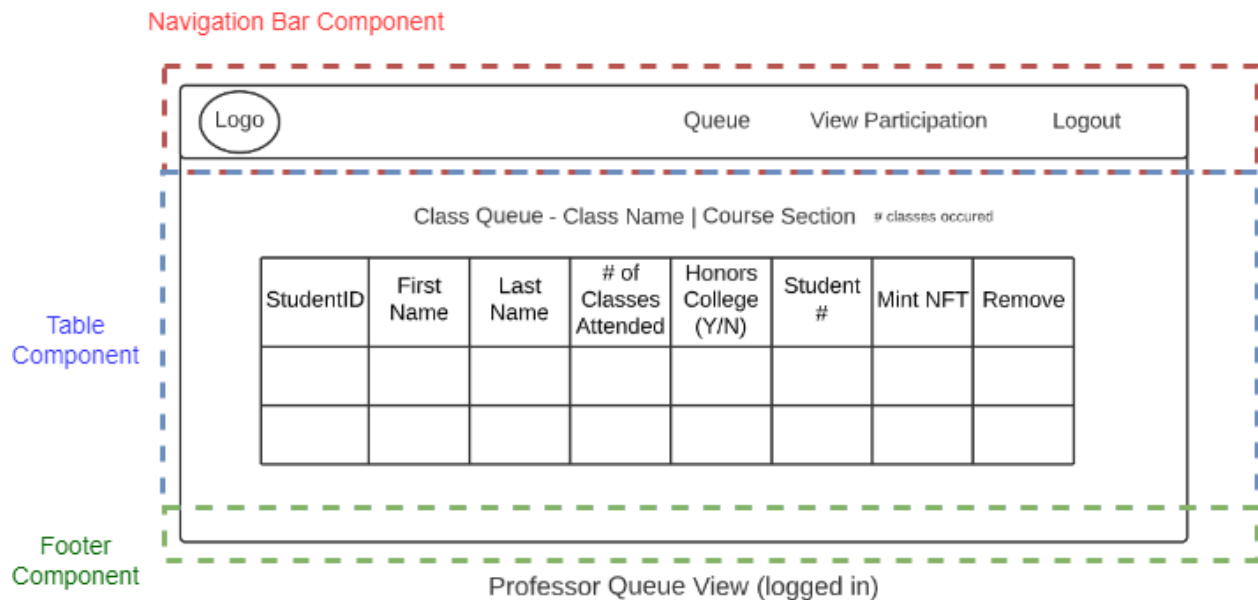 Navigation Bar Component
Logo
Queue
View Participation
Logout
Class Queue - Class Name | Course Section # classes occured
StudentID
First
Name
Last
Name
# of
Classes
Attended
Honors
College
(Y/N)
Student
#
Mint NFT
Remove
Table
Component
Footer
Component
Professor Queue View (logged in)